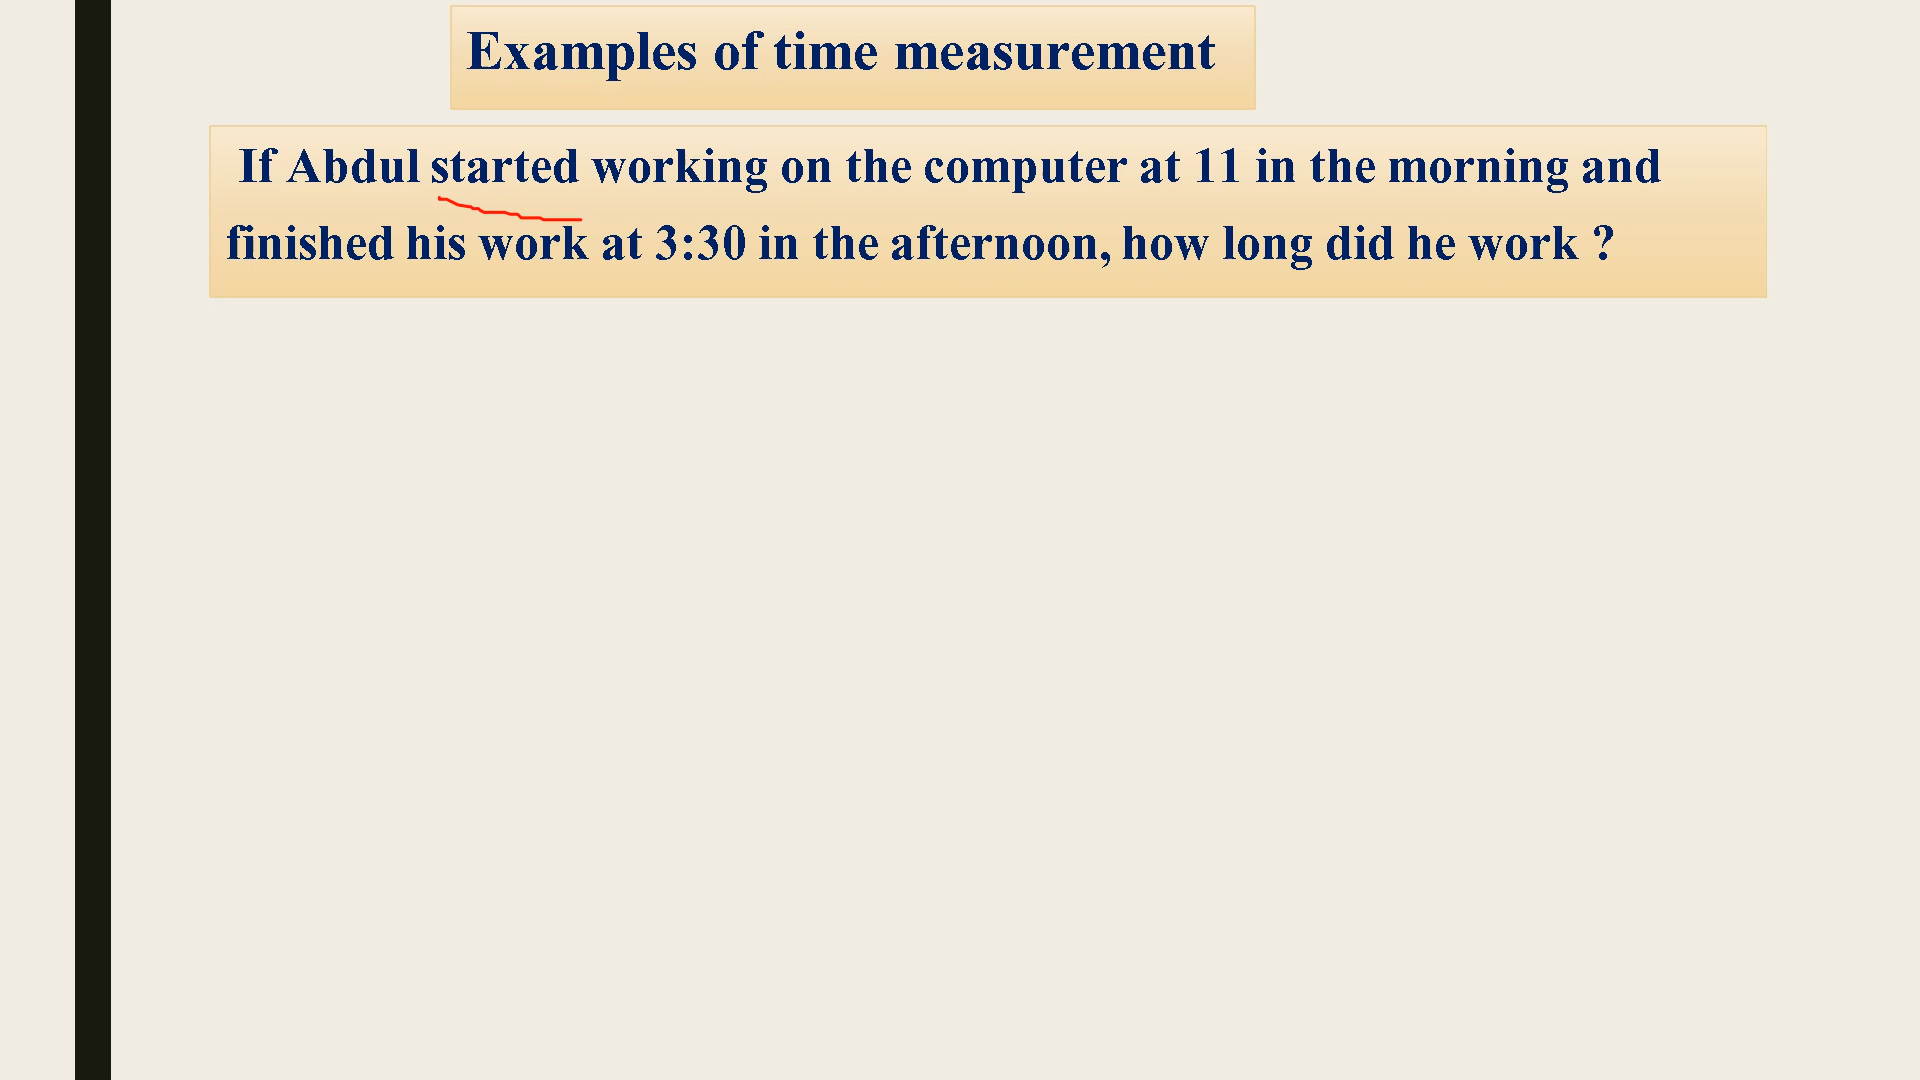 Examples of time measurement
If Abdul started working on the computer at 11 in the morning and
finished his work at 3:30 in the afternoon, how long did he work ?